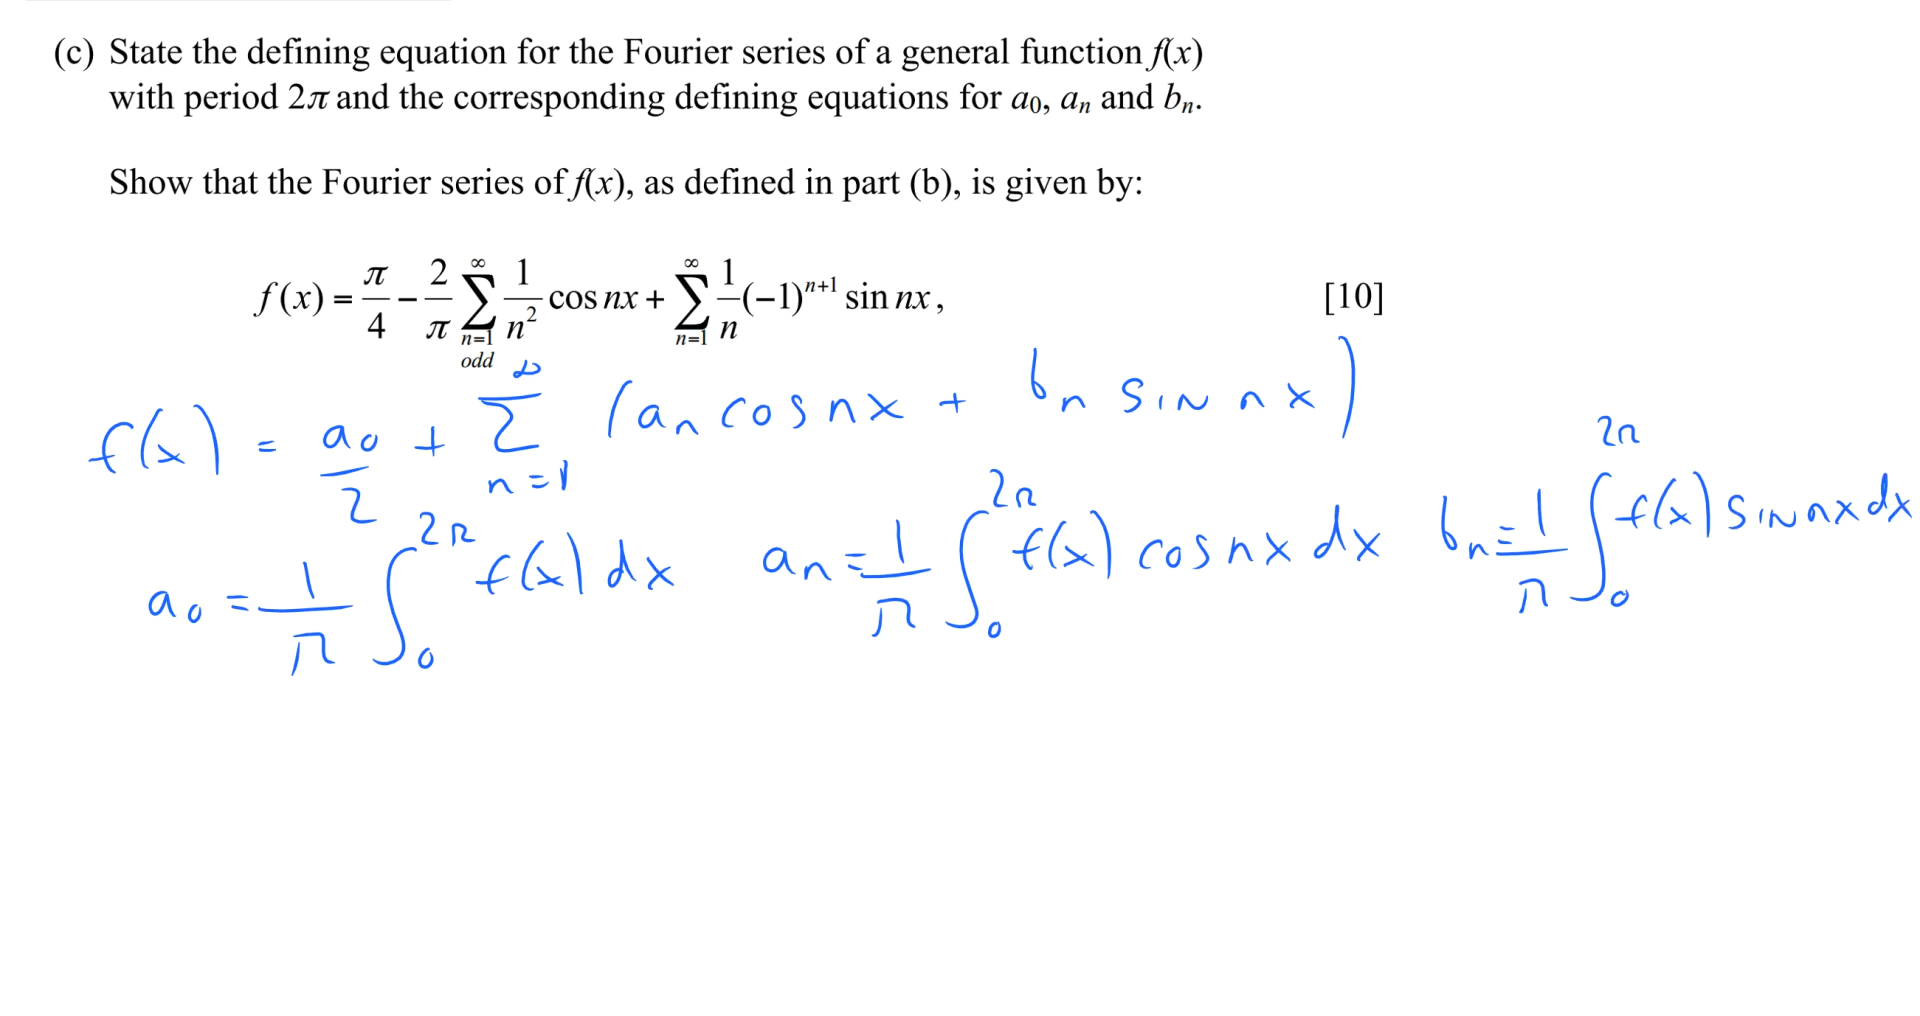 (c) State the defining equation for the Fourier series of a general function f(x)
with period 2π and the corresponding defining equations for a₀, aₙ and bₙ.
Show that the Fourier series of f(x), as defined in part (b), is given by:
f(x) = π/4 − 2/π ∑_{n=1 odd}^{∞} 1/n² cos nx + ∑_{n=1}^{∞} 1/n (−1)^{n+1} sin nx, [10]
f(x) = a₀/2 + ∑_{n=1}^{∞} (aₙ cos nx + bₙ sin nx)
a₀ = 1/π ∫₀^{2π} f(x) dx aₙ = 1/π ∫₀^{2π} f(x) cos nx dx bₙ = 1/π ∫₀^{2π} f(x) sin nx dx